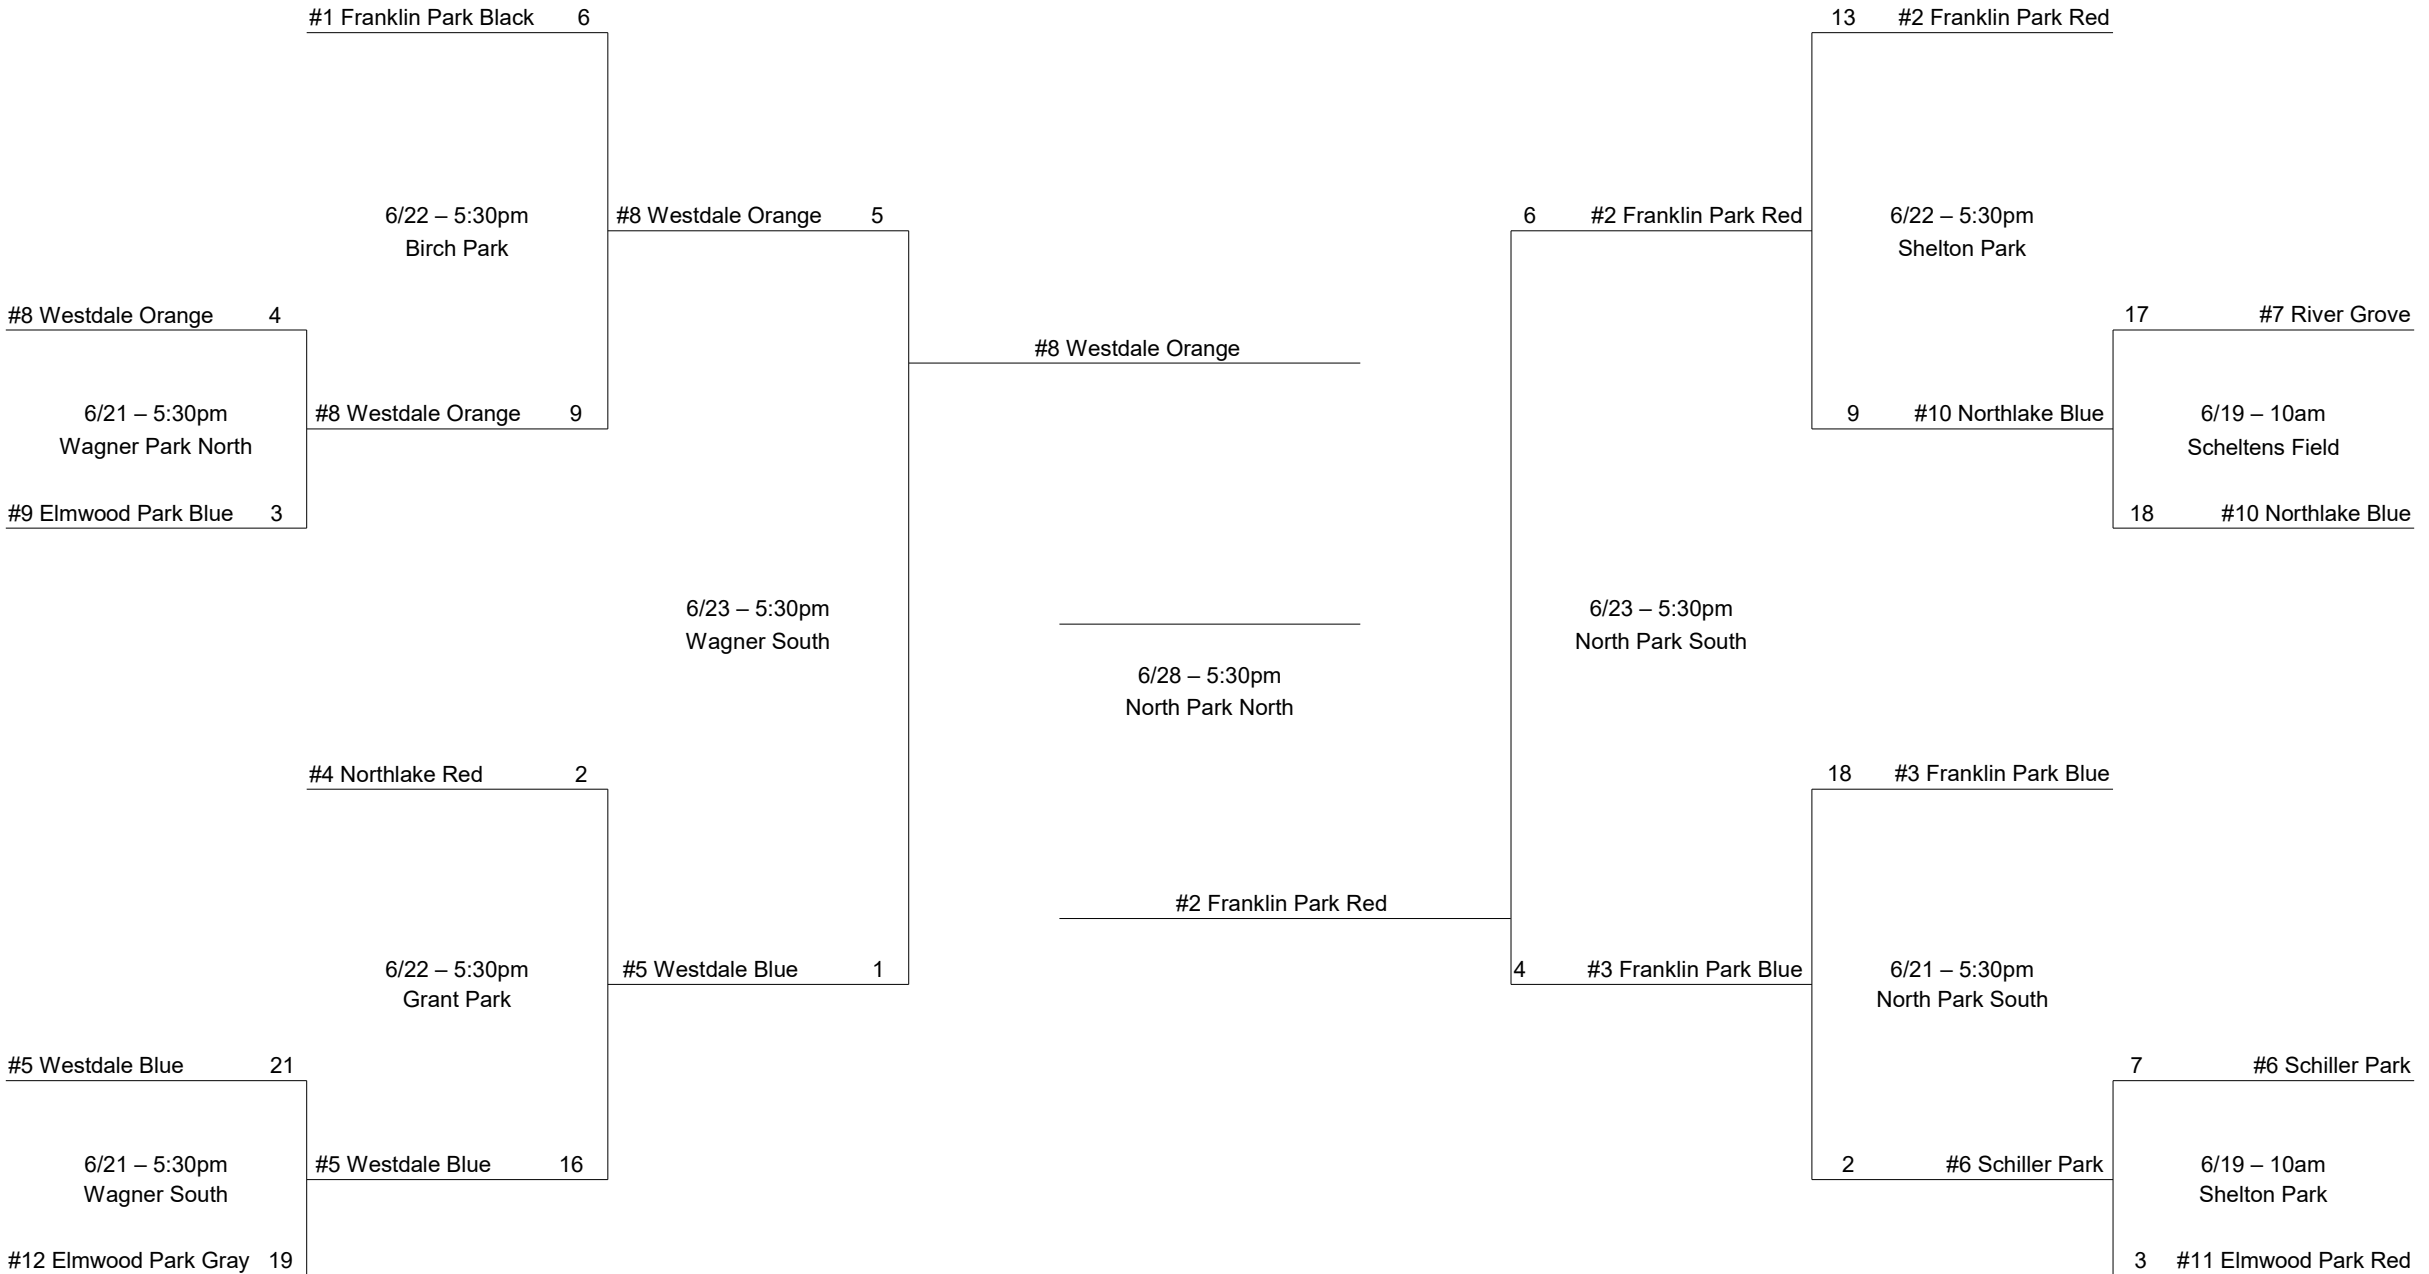 #1 Franklin Park Black 6
13 #2 Franklin Park Red
6/22 – 5:30pm
Birch Park
#8 Westdale Orange 5
6 #2 Franklin Park Red
6/22 – 5:30pm
Shelton Park
#8 Westdale Orange 4
17 #7 River Grove
#8 Westdale Orange
6/21 – 5:30pm
Wagner Park North
#8 Westdale Orange 9
9 #10 Northlake Blue
6/19 – 10am
Scheltens Field
#9 Elmwood Park Blue 3
18 #10 Northlake Blue
6/23 – 5:30pm
Wagner South
6/23 – 5:30pm
North Park South
6/28 – 5:30pm
North Park North
#4 Northlake Red 2
18 #3 Franklin Park Blue
#2 Franklin Park Red
6/22 – 5:30pm
Grant Park
#5 Westdale Blue 1
4 #3 Franklin Park Blue
6/21 – 5:30pm
North Park South
#5 Westdale Blue 21
7 #6 Schiller Park
6/21 – 5:30pm
Wagner South
#5 Westdale Blue 16
2 #6 Schiller Park
6/19 – 10am
Shelton Park
#12 Elmwood Park Gray 19
3 #11 Elmwood Park Red